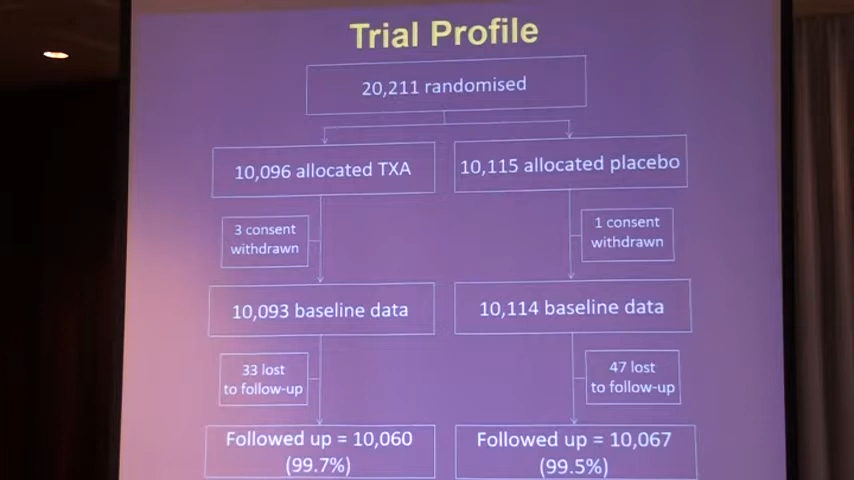 Trial Profile
20,211 randomised
10,096 allocated TXA
10,115 allocated placebo
3 consent
withdrawn
1 consent
withdrawn
10,093 baseline data
10,114 baseline data
33 lost
to follow-up
47 lost
to follow-up
Followed up = 10,060
(99.7%)
Followed up = 10,067
(99.5%)